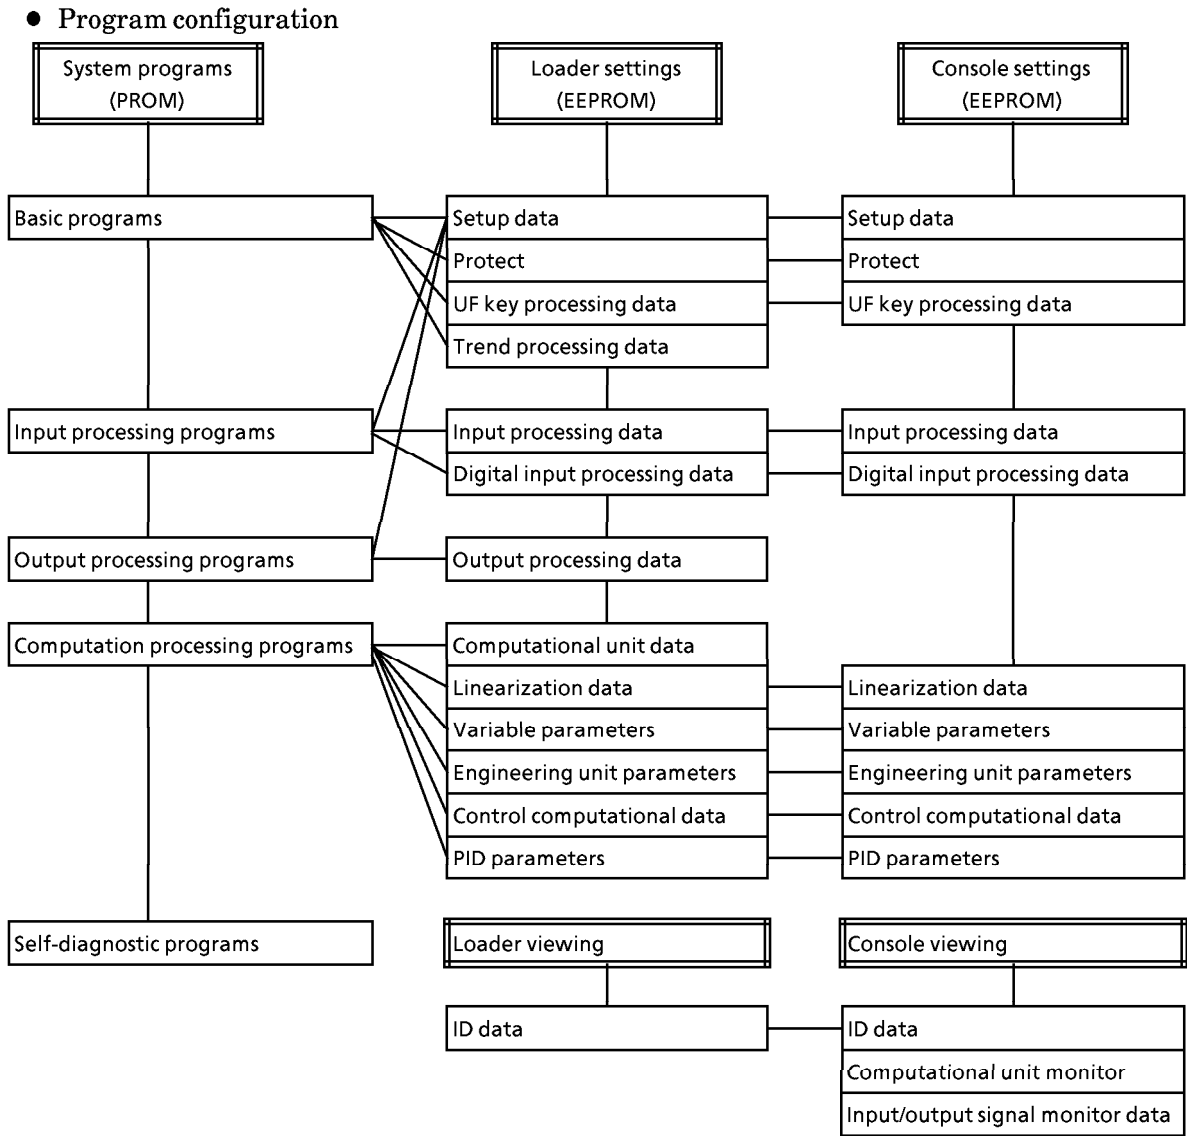 ● Program configuration
System programs
(PROM)
Loader settings
(EEPROM)
Console settings
(EEPROM)
Basic programs
Setup data
Setup data
Protect
Protect
UF key processing data
UF key processing data
Trend processing data
Input processing programs
Input processing data
Input processing data
Digital input processing data
Digital input processing data
Output processing programs
Output processing data
Computation processing programs
Computational unit data
Linearization data
Linearization data
Variable parameters
Variable parameters
Engineering unit parameters
Engineering unit parameters
Control computational data
Control computational data
PID parameters
PID parameters
Self-diagnostic programs
Loader viewing
Console viewing
ID data
ID data
Computational unit monitor
Input/output signal monitor data